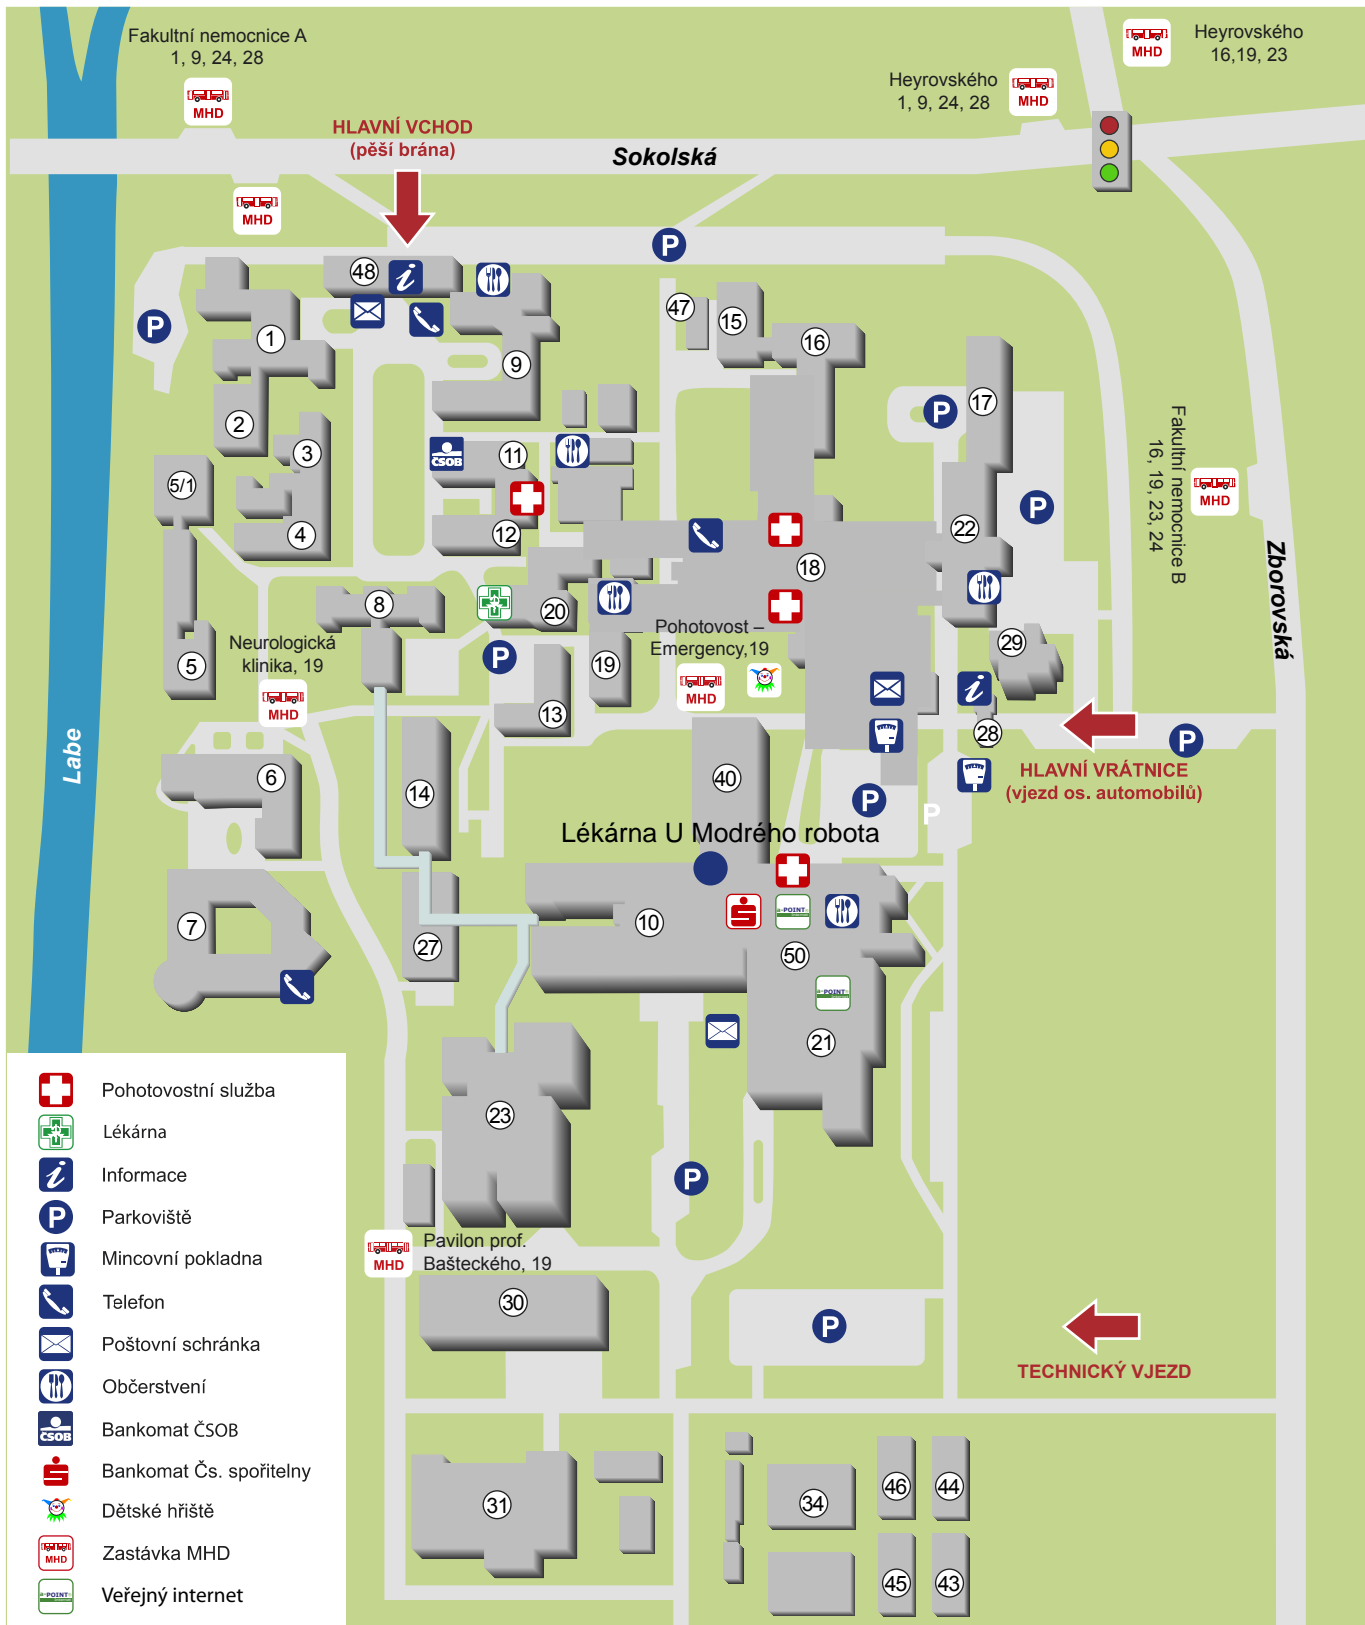 Fakultní nemocnice A
1, 9, 24, 28
MHD
Heyrovského
16,19, 23
MHD
Heyrovského
1, 9, 24, 28
MHD
HLAVNÍ VCHOD
(pěší brána)
Sokolská
MHD
P
48
i
P
1
9
47
15
16
17
P
2
3
11
ČSOB
5/1
4
12
18
22
P
Fakultní nemocnice B
16, 19, 23, 24
MHD
Zborovská
8
20
Neurologická
klinika, 19
MHD
5
P
19
13
Pohotovost –
Emergency,19
MHD
29
i
28
P
HLAVNÍ VRÁTNICE
(vjezd os. automobilů)
Labe
6
14
40
P
P
Lékárna U Modrého robota
7
27
10
50
POINT
POINT
21
23
P
Pavilon prof.
Bašteckého, 19
MHD
30
P
TECHNICKÝ VJEZD
31
34
46
44
45
43
Pohotovostní služba
Lékárna
i Informace
P Parkoviště
Mincovní pokladna
Telefon
Poštovní schránka
Občerstvení
ČSOB Bankomat ČSOB
Bankomat Čs. spořitelny
Dětské hřiště
MHD Zastávka MHD
POINT Veřejný internet